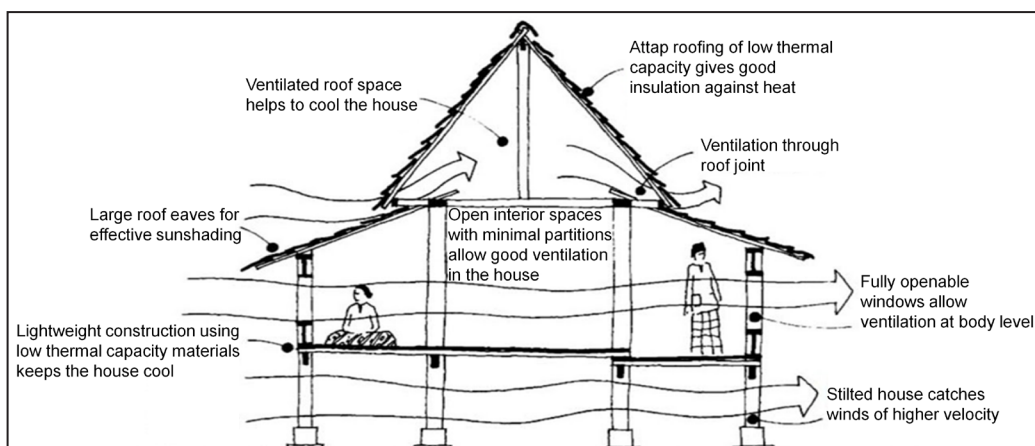 Attap roofing of low thermal
capacity gives good
insulation against heat
Ventilated roof space
helps to cool the house
Ventilation through
roof joint
Large roof eaves for
effective sunshading
Open interior spaces
with minimal partitions
allow good ventilation
in the house
Fully openable
windows allow
ventilation at body level
Lightweight construction using
low thermal capacity materials
keeps the house cool
Stilted house catches
winds of higher velocity